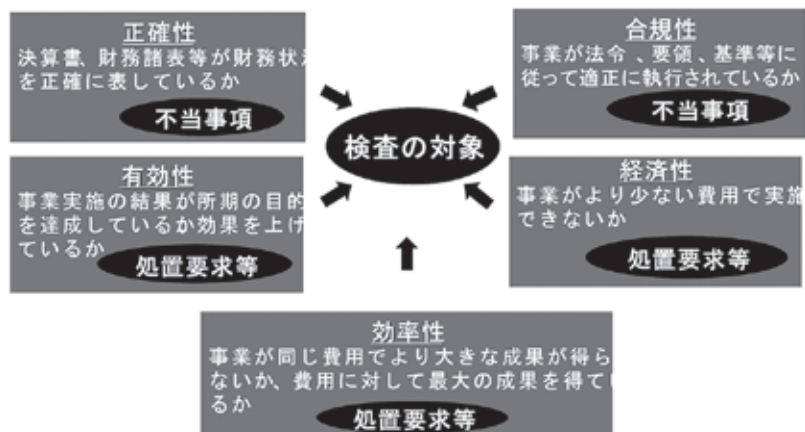 正確性
決算書、財務諸表等が財務状況
を正確に表しているか
不当事項
合規性
事業が法令、要領、基準等に
従って適正に執行されているか
不当事項
検査の対象
有効性
事業実施の結果が所期の目的
を達成しているか効果を上げ
ているか
処置要求等
経済性
事業がより少ない費用で実施
できないか
処置要求等
効率性
事業が同じ費用でより大きな成果が得ら
ないか、費用に対して最大の成果を得てい
るか
処置要求等